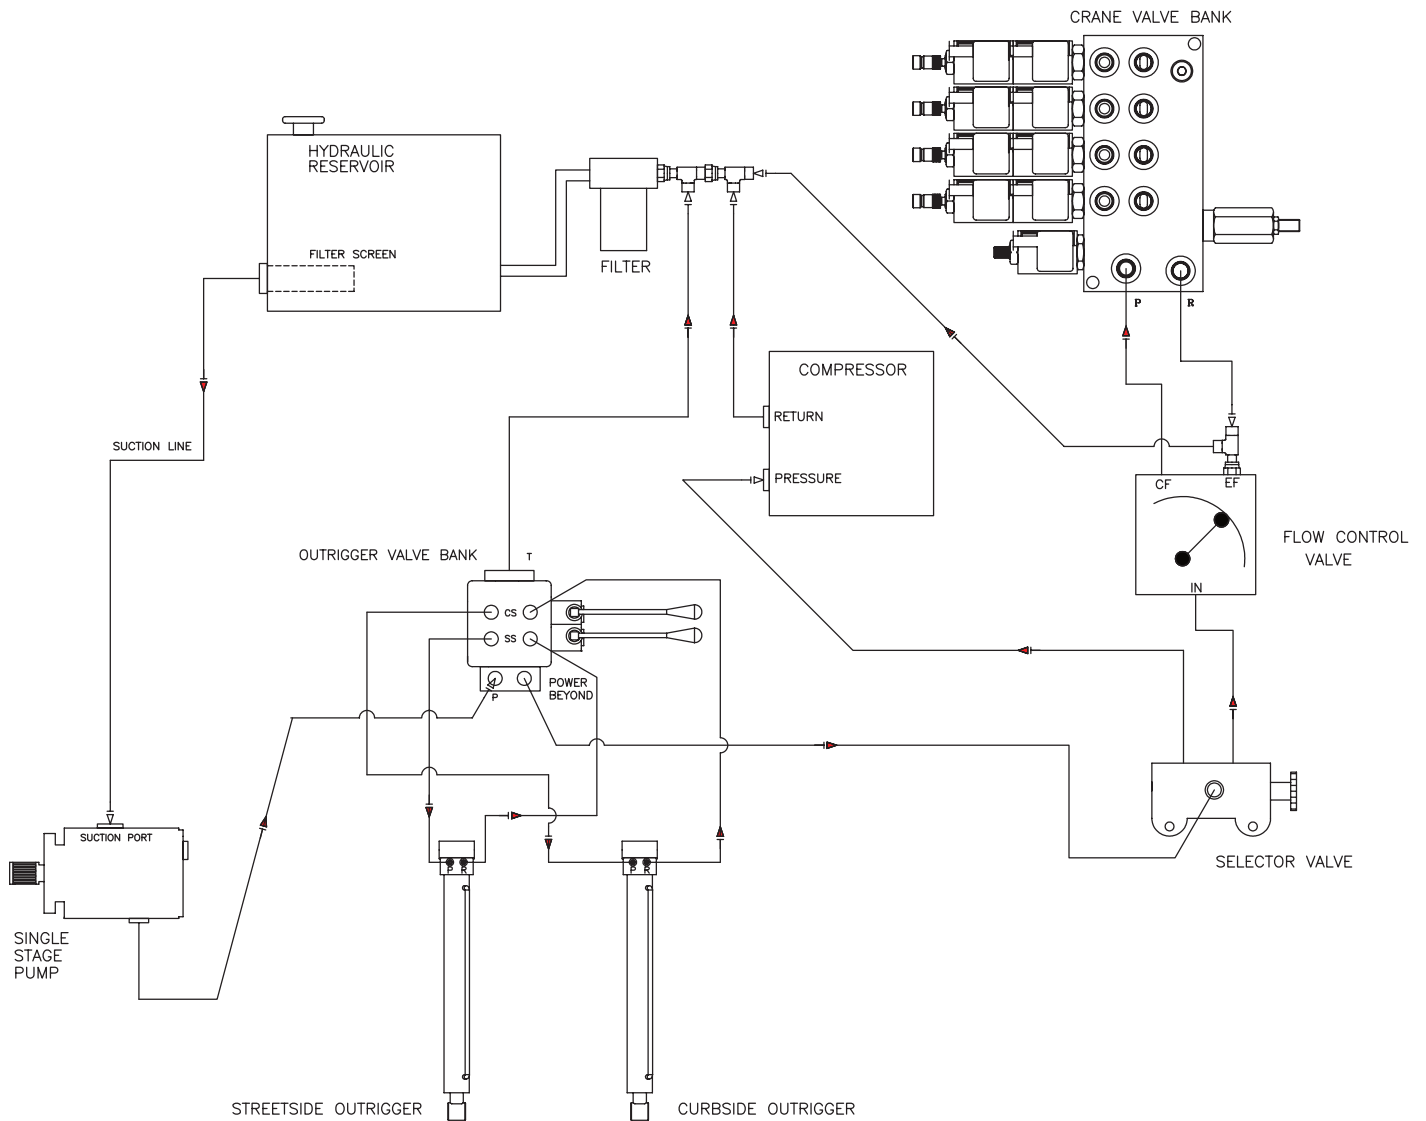 CRANE VALVE BANK
HYDRAULIC
RESERVOIR
FILTER SCREEN
FILTER
P
R
COMPRESSOR
RETURN
PRESSURE
SUCTION LINE
CF
EF
FLOW CONTROL
VALVE
IN
OUTRIGGER VALVE BANK
T
CS
SS
P
POWER
BEYOND
SUCTION PORT
SELECTOR VALVE
P R
P R
SINGLE
STAGE
PUMP
STREETSIDE OUTRIGGER
CURBSIDE OUTRIGGER